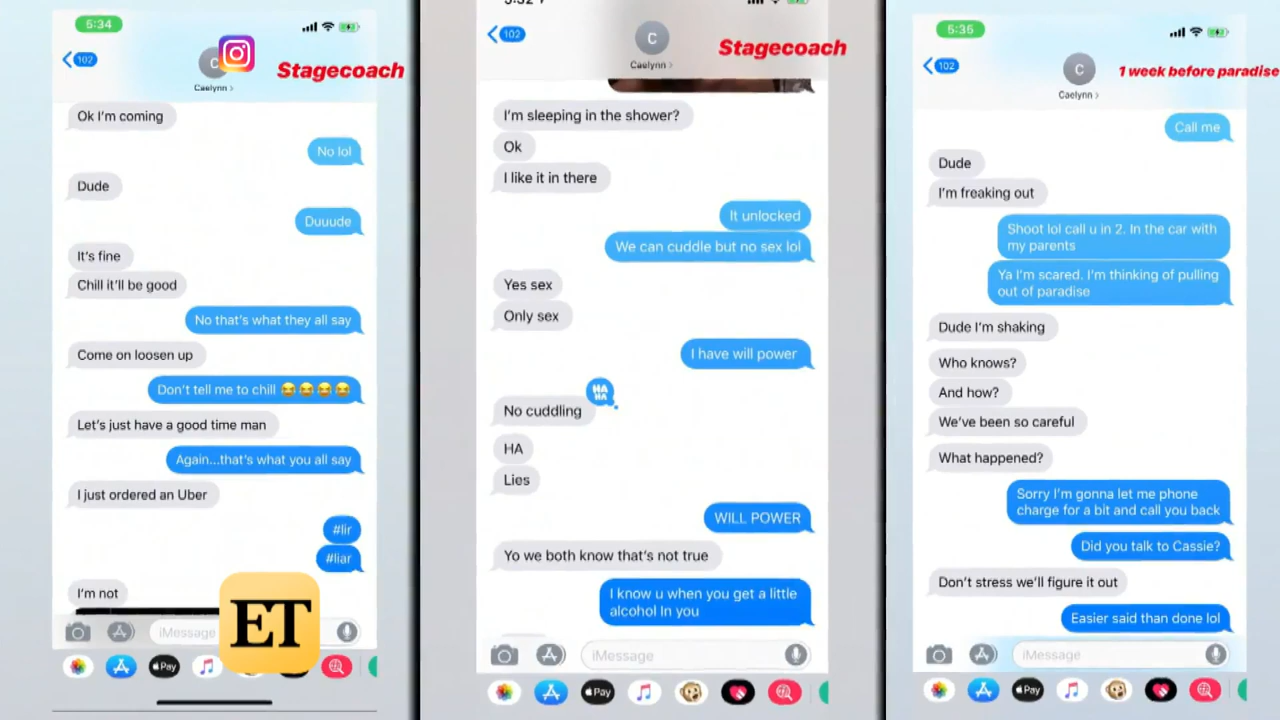 5:34
102
C
Caelynn >
Stagecoach
Ok I'm coming
No lol
Dude
Duuude
It's fine
Chill it'll be good
No that's what they all say
Come on loosen up
Don't tell me to chill 😂😂😂😂
Let's just have a good time man
Again...that's what you all say
I just ordered an Uber
#lir
#liar
I'm not
iMessage
Pay
ET
5:32
102
C
Caelynn >
Stagecoach
I'm sleeping in the shower?
Ok
I like it in there
It unlocked
We can cuddle but no sex lol
Yes sex
Only sex
I have will power
HA
HA
No cuddling
HA
Lies
WILL POWER
Yo we both know that's not true
I know u when you get a little
alcohol In you
iMessage
Pay
5:35
102
C
Caelynn >
1 week before paradise
Call me
Dude
I'm freaking out
Shoot lol call u in 2. In the car with
my parents
Ya I'm scared. I'm thinking of pulling
out of paradise
Dude I'm shaking
Who knows?
And how?
We've been so careful
What happened?
Sorry I'm gonna let me phone
charge for a bit and call you back
Did you talk to Cassie?
Don't stress we'll figure it out
Easier said than done lol
iMessage
Pay